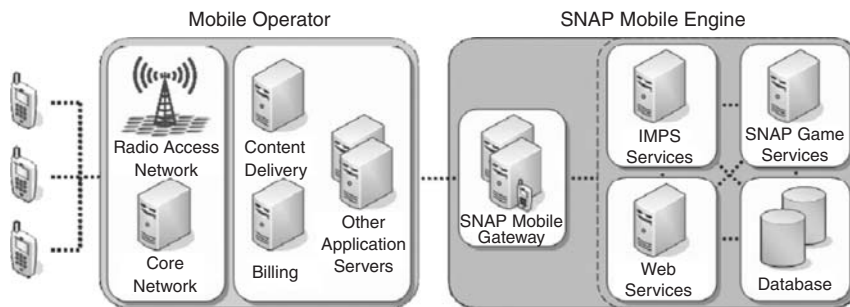 Mobile Operator
SNAP Mobile Engine
Radio Access
Network
Core
Network
Content
Delivery
Billing
Other
Application
Servers
SNAP Mobile
Gateway
IMPS
Services
SNAP Game
Services
Web
Services
Database